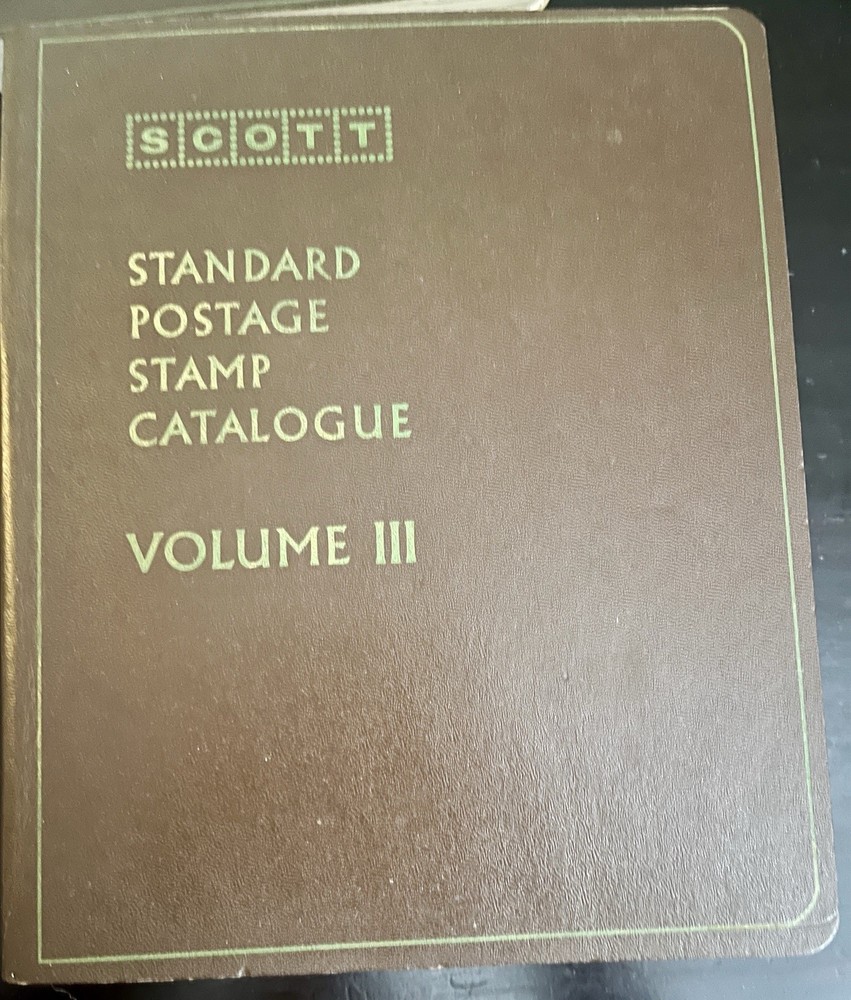 SCOTT
STANDARD
POSTAGE
STAMP
CATALOGUE
VOLUME III